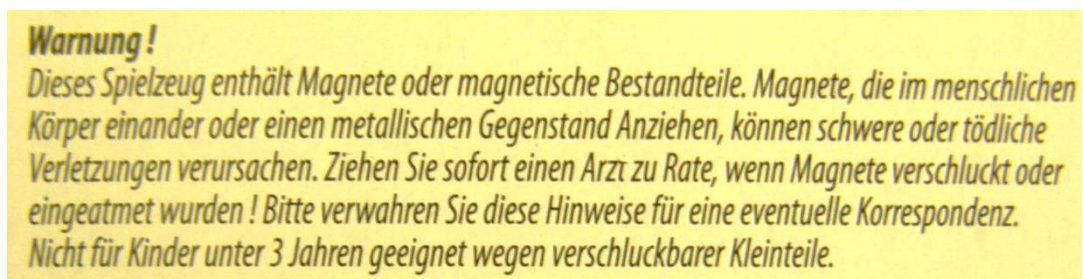 Warnung !
Dieses Spielzeug enthält Magnete oder magnetische Bestandteile. Magnete, die im menschlichen
Körper einander oder einen metallischen Gegenstand Anziehen, können schwere oder tödliche
Verletzungen verursachen. Ziehen Sie sofort einen Arzt zu Rate, wenn Magnete verschluckt oder
eingeatmet wurden ! Bitte verwahren Sie diese Hinweise für eine eventuelle Korrespondenz.
Nicht für Kinder unter 3 Jahren geeignet wegen verschluckbarer Kleinteile.